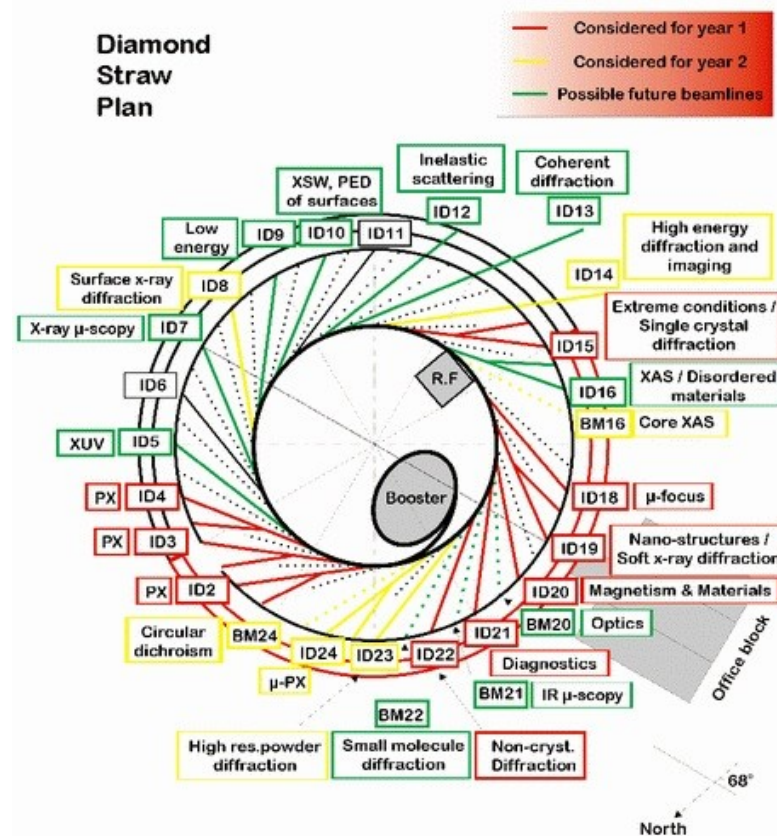 Diamond
Straw
Plan
Considered for year 1
Considered for year 2
Possible future beamlines
Inelastic
scattering
Coherent
diffraction
XSW, PED
of surfaces
ID12
ID13
Low
energy
ID9
ID10
ID11
High energy
diffraction and
imaging
ID14
Surface x-ray
diffraction
ID8
X-ray µ-scopy
ID7
Extreme conditions /
Single crystal
diffraction
ID15
R.F
ID6
ID16
XAS / Disordered
materials
BM16
Core XAS
XUV
ID5
Booster
PX
ID4
ID18
µ-focus
PX
ID3
ID19
Nano-structures /
Soft x-ray diffraction
PX
ID2
ID20
Magnetism & Materials
Circular
dichroism
BM24
ID24
ID23
ID22
ID21
BM20
Optics
µ-PX
Diagnostics
BM21
IR µ-scopy
Office block
BM22
High res.powder
diffraction
Small molecule
diffraction
Non-cryst.
Diffraction
68°
North